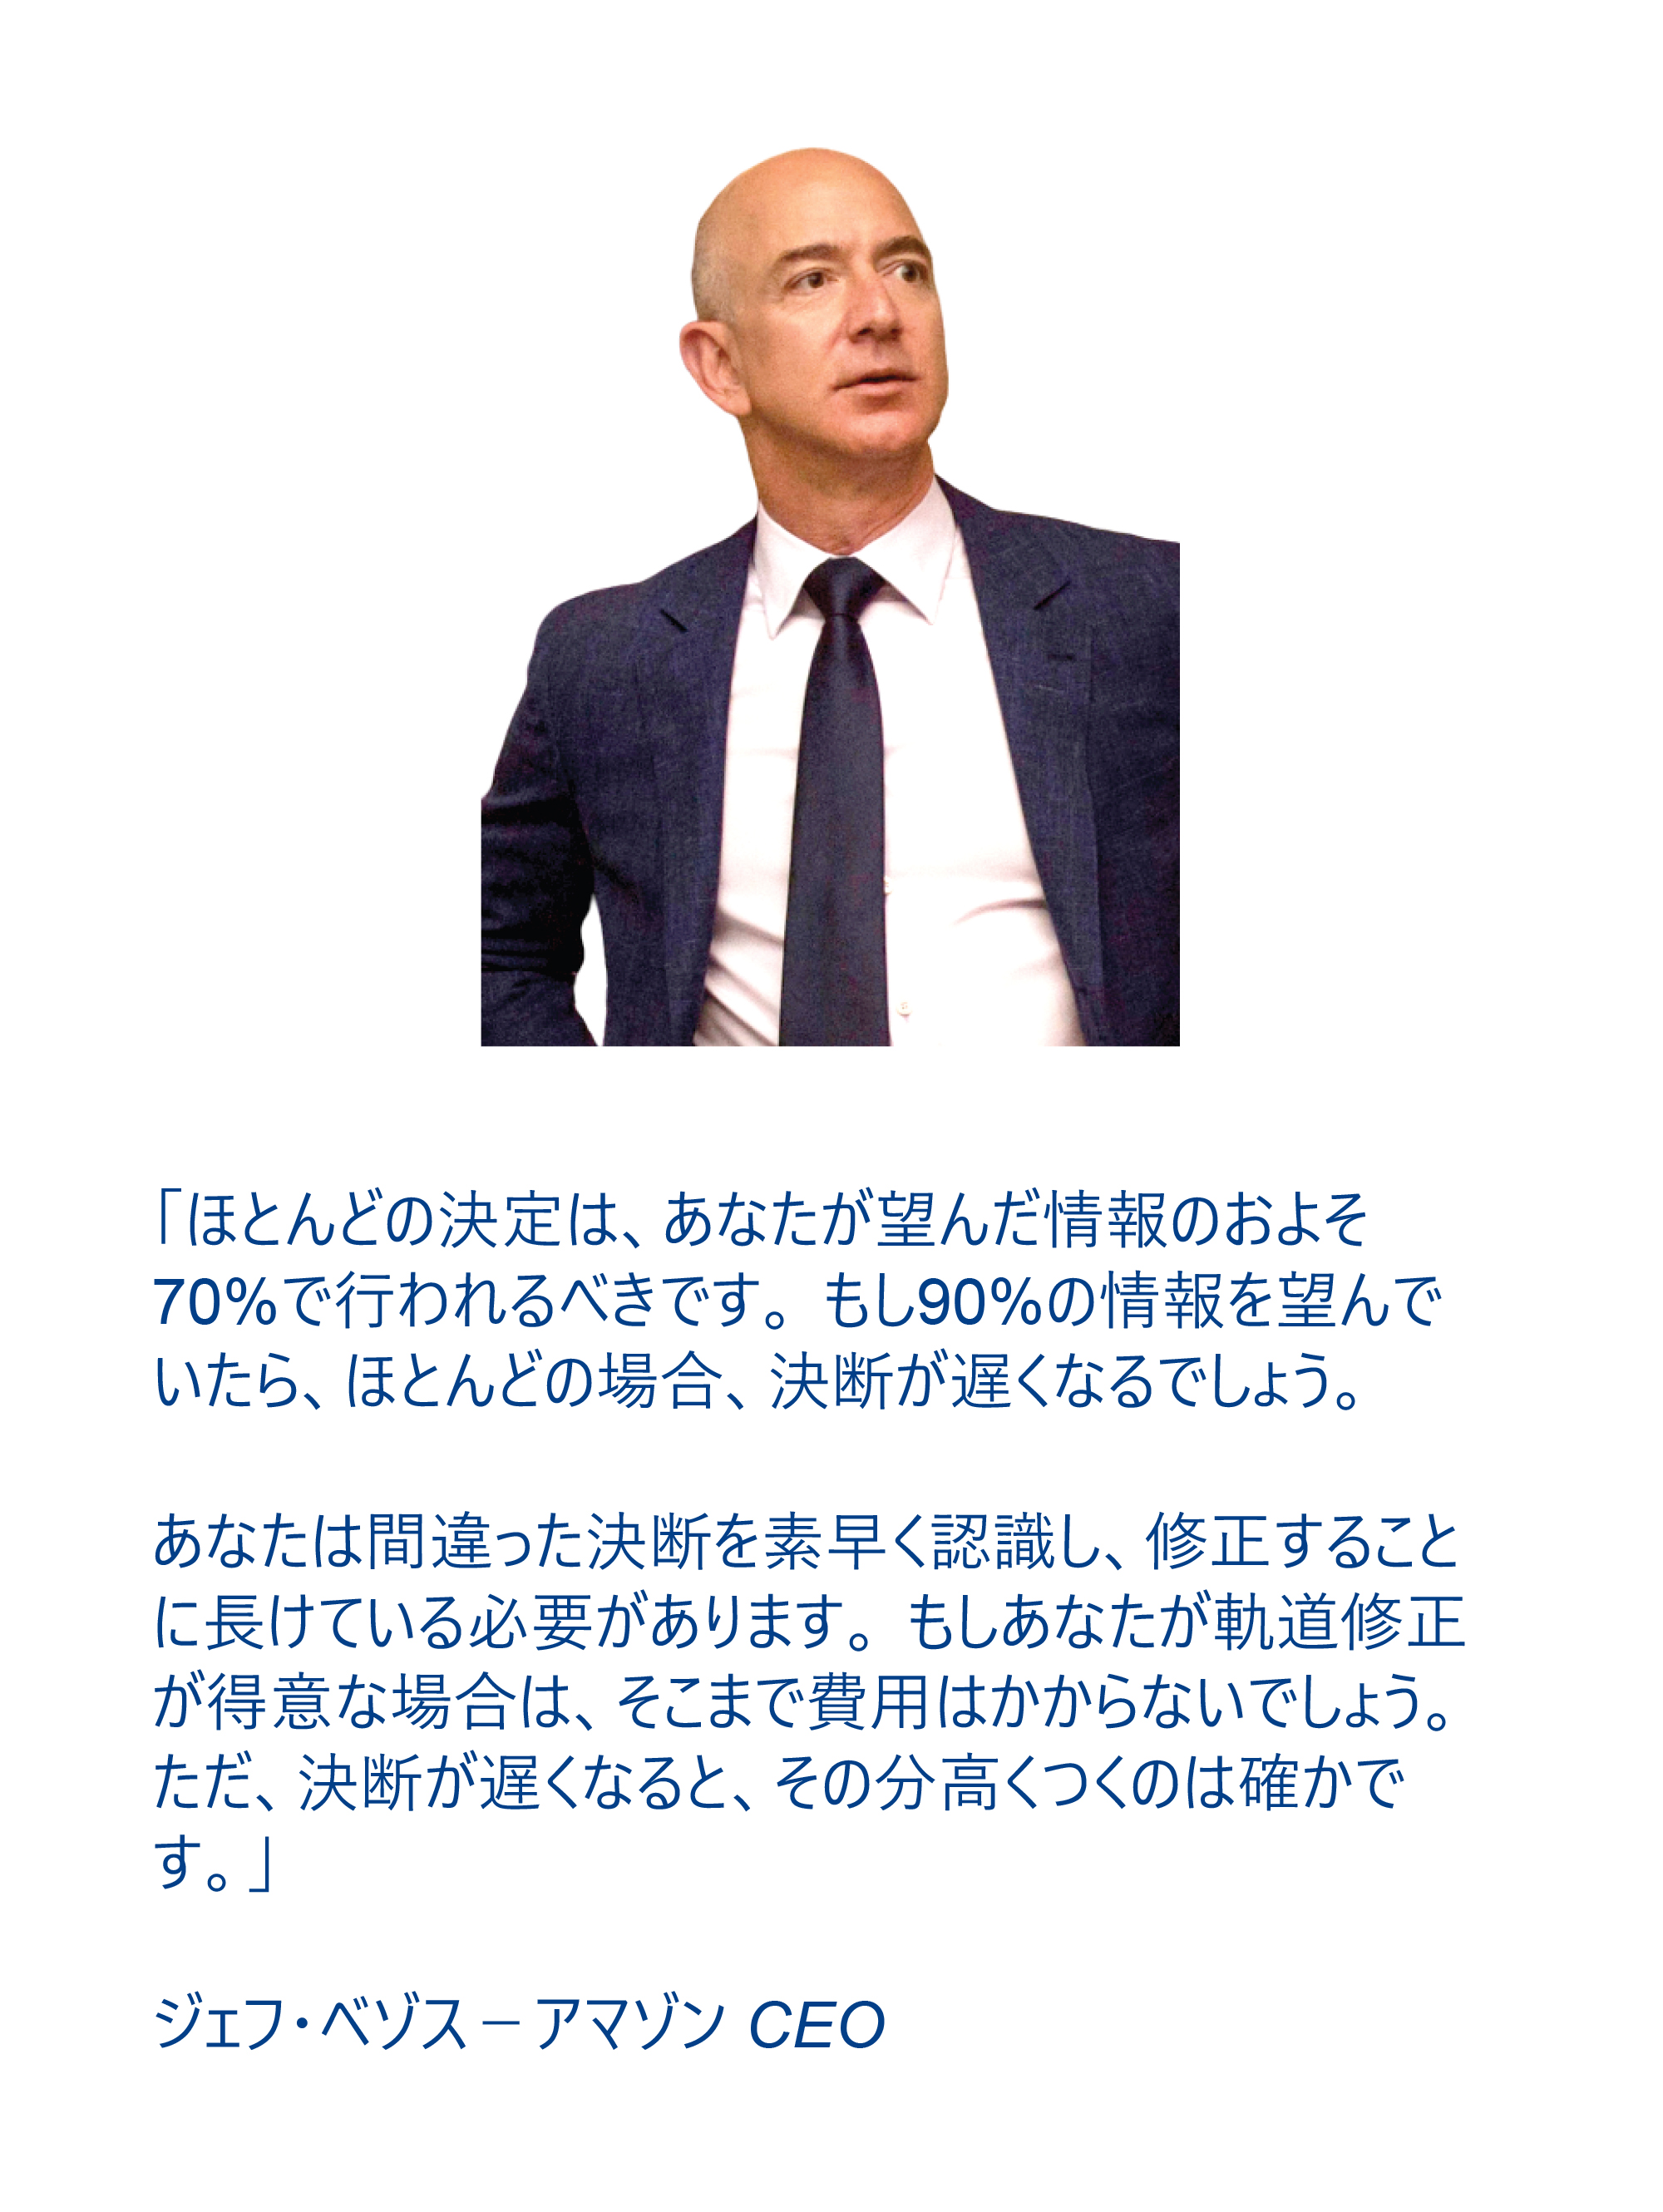 「ほとんどの決定は、あなたが望んだ情報のおよそ
70%で行われるべきです。もし90%の情報を望んで
いたら、ほとんどの場合、決断が遅くなるでしょう。
あなたは間違った決断を素早く認識し、修正すること
に長けている必要があります。もしあなたが軌道修正
が得意な場合は、そこまで費用はかからないでしょう。
ただ、決断が遅くなると、その分高くつくのは確かで
す。」
ジェフ・ベゾス – アマゾン CEO